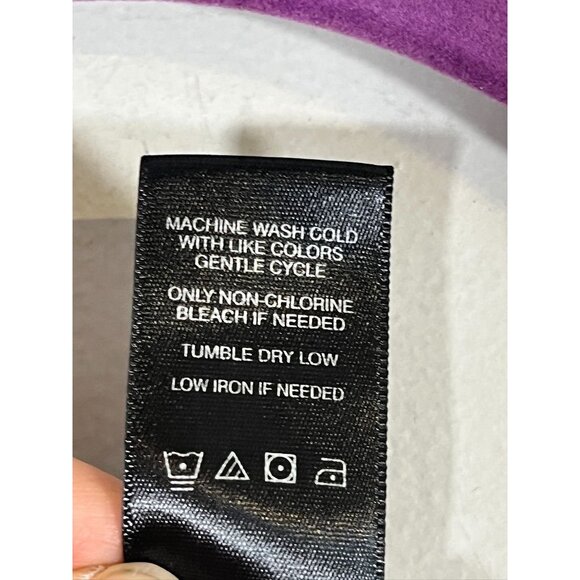 MACHINE WASH COLD
WITH LIKE COLORS
GENTLE CYCLE
ONLY NON-CHLORINE
BLEACH IF NEEDED
TUMBLE DRY LOW
LOW IRON IF NEEDED